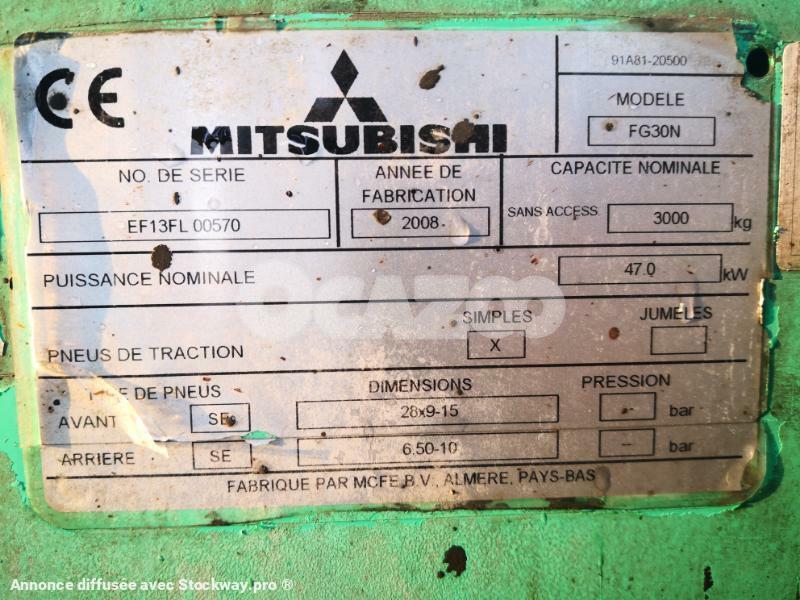 CE
91A81-20500
MODELE
FG30N
MITSUBISHI
NO. DE SERIE
EF13FL 00570
ANNEE DE
FABRICATION
2008
CAPACITE NOMINALE
SANS ACCESS. 3000 kg
PUISSANCE NOMINALE 47.0 kW
OCAZOO
SIMPLES JUMELES
PNEUS DE TRACTION X
DE PNEUS DIMENSIONS PRESSION
AVANT SE 28x9-15 -- bar
ARRIERE SE 6.50-10 -- bar
FABRIQUE PAR MCFE B.V., ALMERE, PAYS-BAS
Annonce diffusée avec Stockway.pro ®